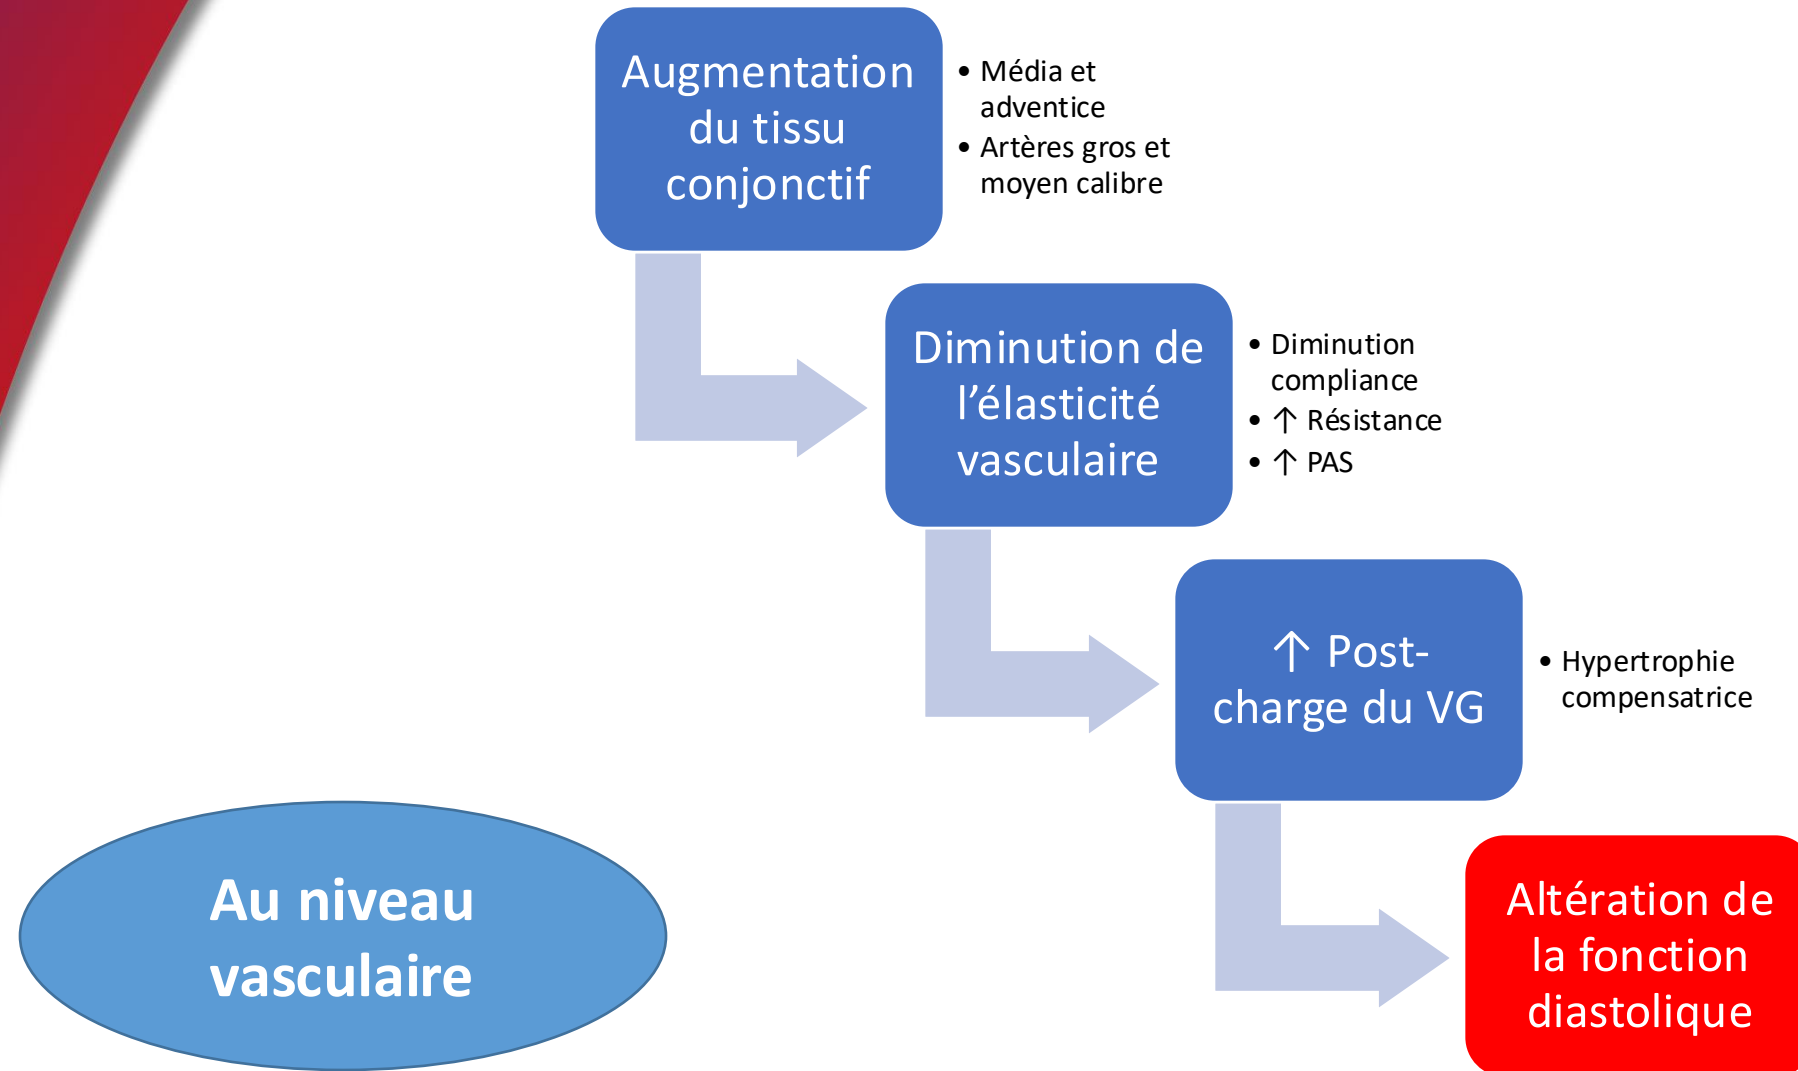 Augmentation
du tissu
conjonctif
• Média et
adventice
• Artères gros et
moyen calibre
Diminution de
l’élasticité
vasculaire
• Diminution
compliance
• ↑ Résistance
• ↑ PAS
↑ Post-
charge du VG
• Hypertrophie
compensatrice
Altération de
la fonction
diastolique
Au niveau
vasculaire